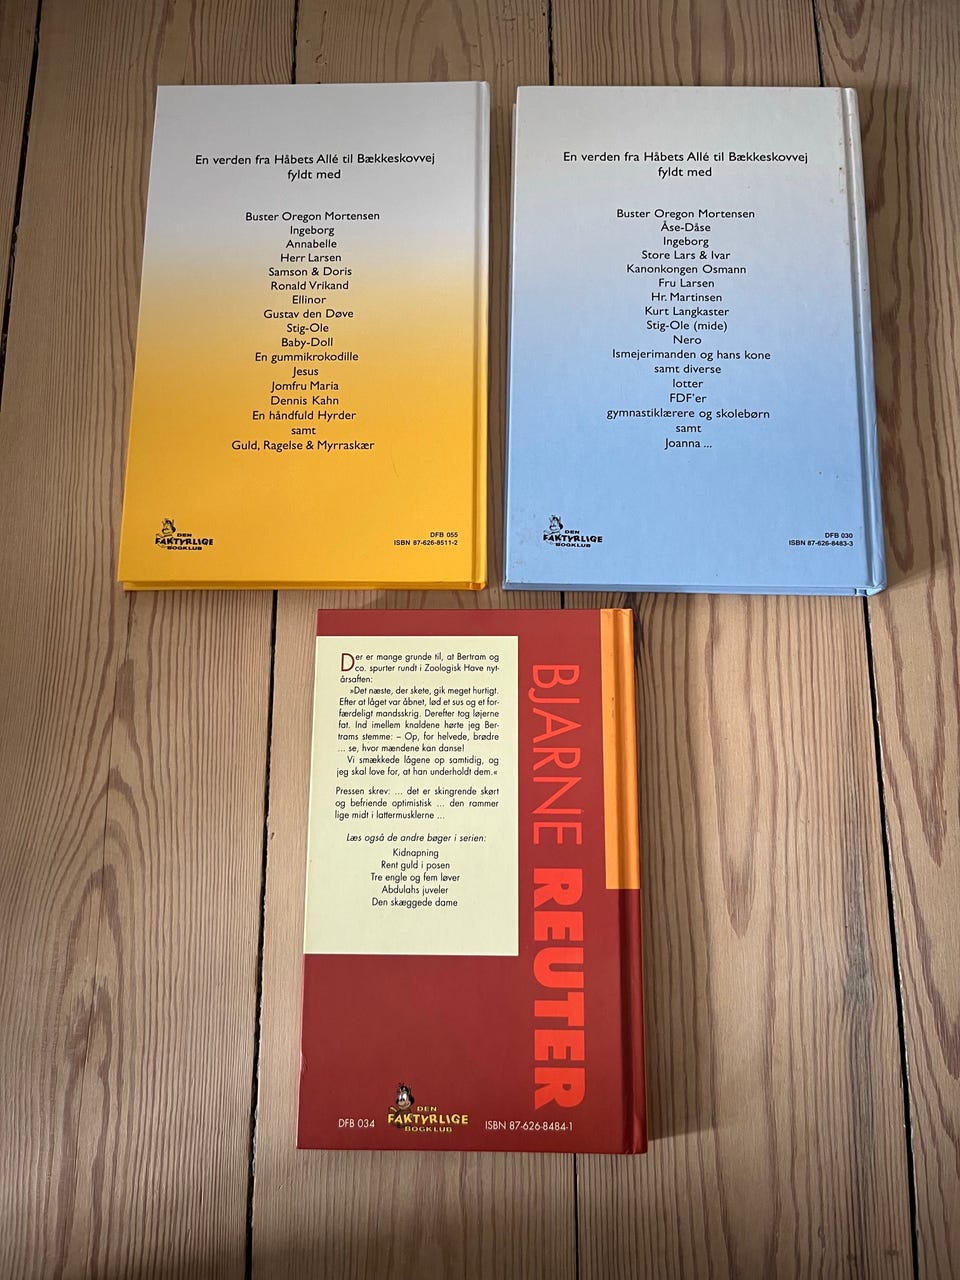 En verden fra Håbets Allé til Bækkeskovvej
fyldt med
Buster Oregon Mortensen
Ingeborg
Annabelle
Herr Larsen
Samson & Doris
Ronald Vrikand
Ellinor
Gustav den Døve
Stig-Ole
Baby-Doll
En gummikrokodille
Jesus
Jomfru Maria
Dennis Kahn
En håndfuld Hyrder
samt
Guld, Ragelse & Myrraskær
DEN
FAKTYRLIGE
BOGKLUB
DFB 055
ISBN 87-626-8511-2
En verden fra Håbets Allé til Bækkeskovvej
fyldt med
Buster Oregon Mortensen
Åse-Dåse
Ingeborg
Store Lars & Ivar
Kanonkongen Osmann
Fru Larsen
Hr. Martinsen
Kurt Langkaster
Stig-Ole (mide)
Nero
Ismejerimanden og hans kone
samt diverse
lotter
FDF'er
gymnastiklærere og skolebørn
samt
Joanna ...
DEN
FAKTYRLIGE
BOGKLUB
DFB 030
ISBN 87-626-8483-3
Der er mange grunde til, at Bertram og
co. spurter rundt i Zoologisk Have nyt-
årsaften:
»Det næste, der skete, gik meget hurtigt.
Efter at låget var åbnet, lød et sus og et for-
færdeligt mandsskrig. Derefter tog løjerne
fat. Ind imellem knaldene hørte jeg Ber-
trams stemme: – Op, for helvede, brødre
... se, hvor mændene kan danse!
Vi smækkede lågene op samtidig, og
jeg skal love for, at han underholdt dem.«
Pressen skrev: ... det er skingrende skørt
og befriende optimistisk ... den rammer
lige midt i lattermusklerne ...
Læs også de andre bøger i serien:
Kidnapning
Rent guld i posen
Tre engle og fem løver
Abdulahs juveler
Den skæggede dame
BJARNE REUTER
DFB 034
DEN
FAKTYRLIGE
BOGKLUB
ISBN 87-626-8484-1